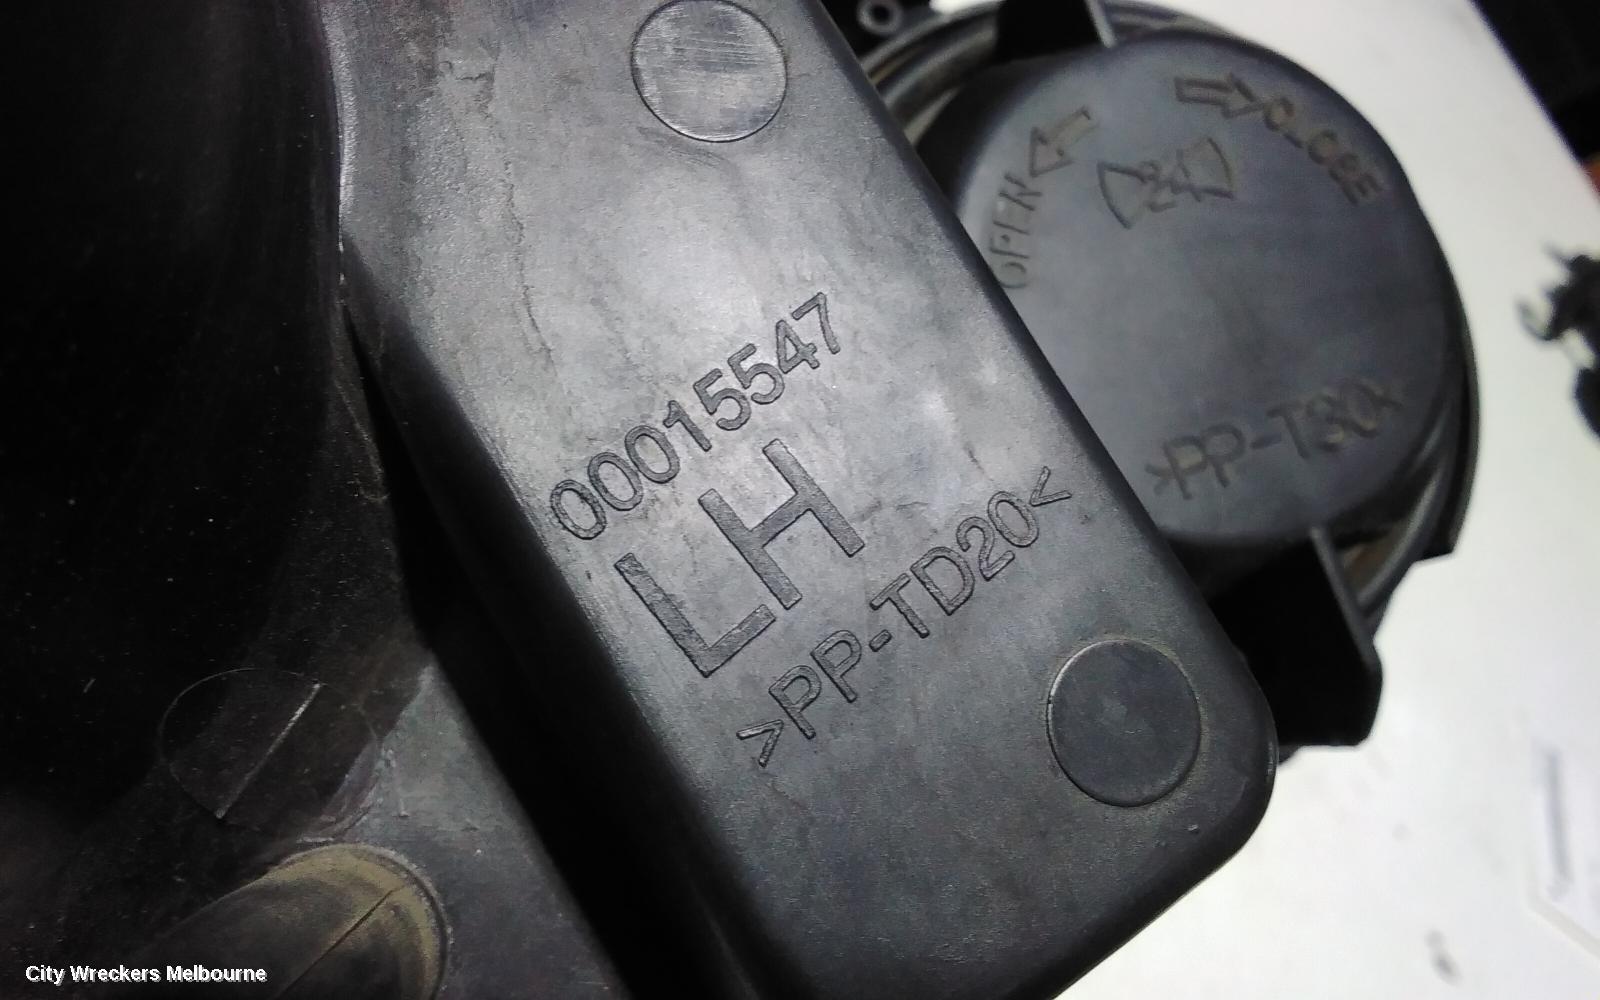 00015547
LH
>PP-TD20<
OPEN
CLOSE
>PP-T30<
City Wreckers Melbourne